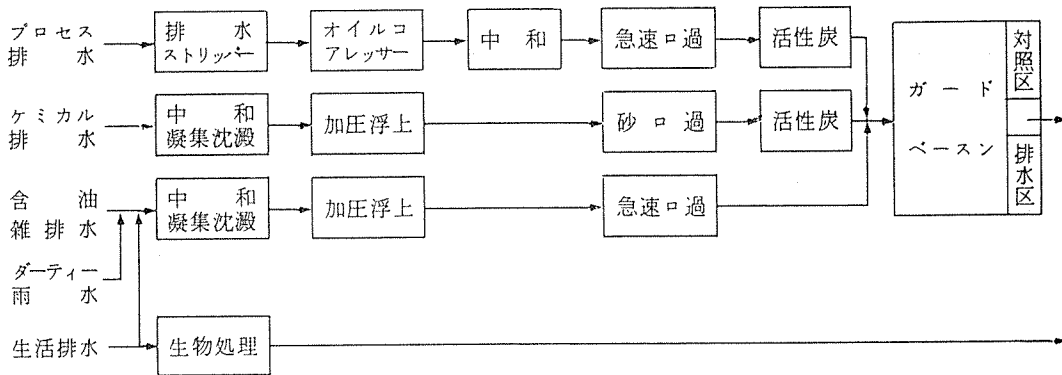 プロセス
排水
排水
ストリッパー
オイルコ
アレッサー
中和
急速ロ過
活性炭
ケミカル
排水
中和
凝集沈澱
加圧浮上
砂ロ過
活性炭
含油
雑排水
中和
凝集沈澱
加圧浮上
急速ロ過
ダーティー
雨水
生活排水
生物処理
ガード
ベースン
対照区
排水区